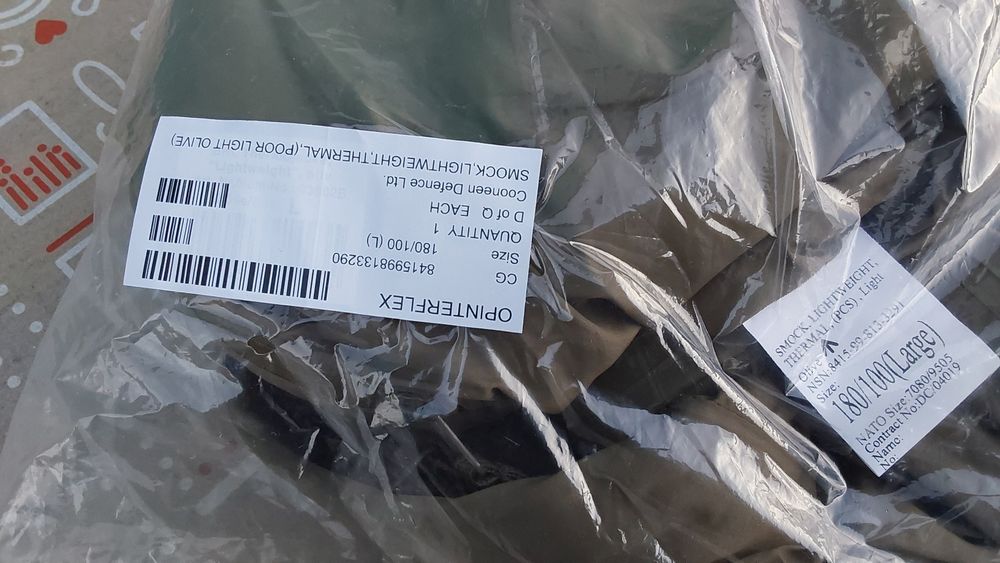 OPINTERFLEX
CG 8415998133290
Size 180/100 (L)
QUANTITY 1
D of Q EACH
Cooneen Defence Ltd.
SMOCK,LIGHTWEIGHT,THERMAL,(POOR LIGHT OLIVE)
SMOCK, LIGHTWEIGHT,
THERMAL, (PCS), Light
Olive
Size:
180/100(Large)
NATO Size:7080/9505
Contract No:DC-04019
Name:
No: